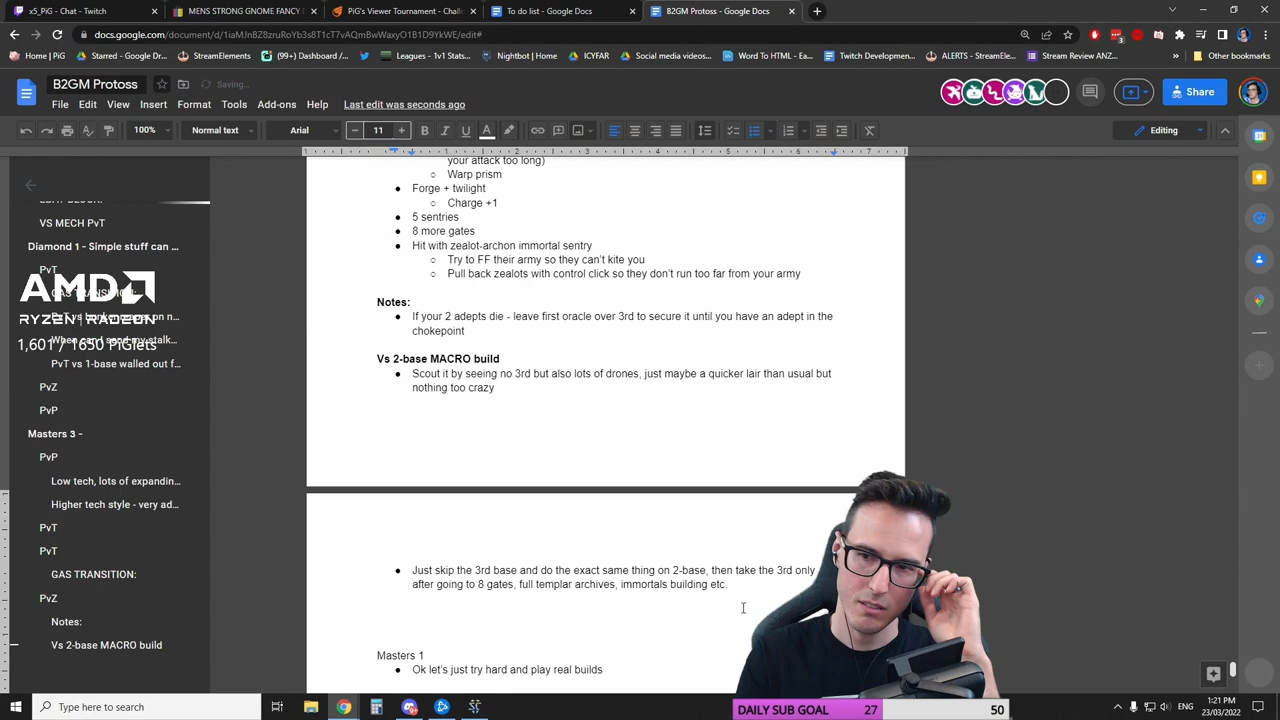 x5_PiG - Chat - Twitch
MENS STRONG GNOME FANCY
PiG's Viewer Tournament - Chall
To do list - Google Docs
B2GM Protoss - Google Docs
docs.google.com/document/d/1iaMJnBZ8zruRoYb3s8T1cT7vAQmBwWaxyO1B1D9YkWE/edit#
Home | PiG
Starred - Google Dr...
StreamElements
(99+) Dashboard / ...
Leagues - 1v1 Stats...
Nightbot | Home
ICYFAR
Social media videos...
Word To HTML - Ea...
Dashboard - Twitch
ALERTS - StreamEle...
Stream Review ANZ...
Other bookmarks
B2GM Protoss
Saving...
File Edit View Insert Format Tools Add-ons Help Last edit was seconds ago
Share
100% Normal text Arial 11 Editing
VS MECH PvT
Diamond 1 - Simple stuff can ...
PvT
AMD
RYZEN | RADEON
1,601 / 1650 PiGlets
PvT vs 1-base walled out f...
PvZ
PvP
Masters 3 -
PvP
Low tech, lots of expandin...
Higher tech style - very ad...
PvT
PvT
GAS TRANSITION:
PvZ
Notes:
Vs 2-base MACRO build
your attack too long)
Warp prism
Forge + twilight
Charge +1
5 sentries
8 more gates
Hit with zealot-archon immortal sentry
Try to FF their army so they can't kite you
Pull back zealots with control click so they don't run too far from your army
Notes:
If your 2 adepts die - leave first oracle over 3rd to secure it until you have an adept in the
chokepoint
Vs 2-base MACRO build
Scout it by seeing no 3rd but also lots of drones, just maybe a quicker lair than usual but
nothing too crazy
Just skip the 3rd base and do the exact same thing on 2-base, then take the 3rd only
after going to 8 gates, full templar archives, immortals building etc.
Masters 1
Ok let's just try hard and play real builds
Type here to search
ENG
1:21 PM
23/03/2022
DAILY SUB GOAL 27 50